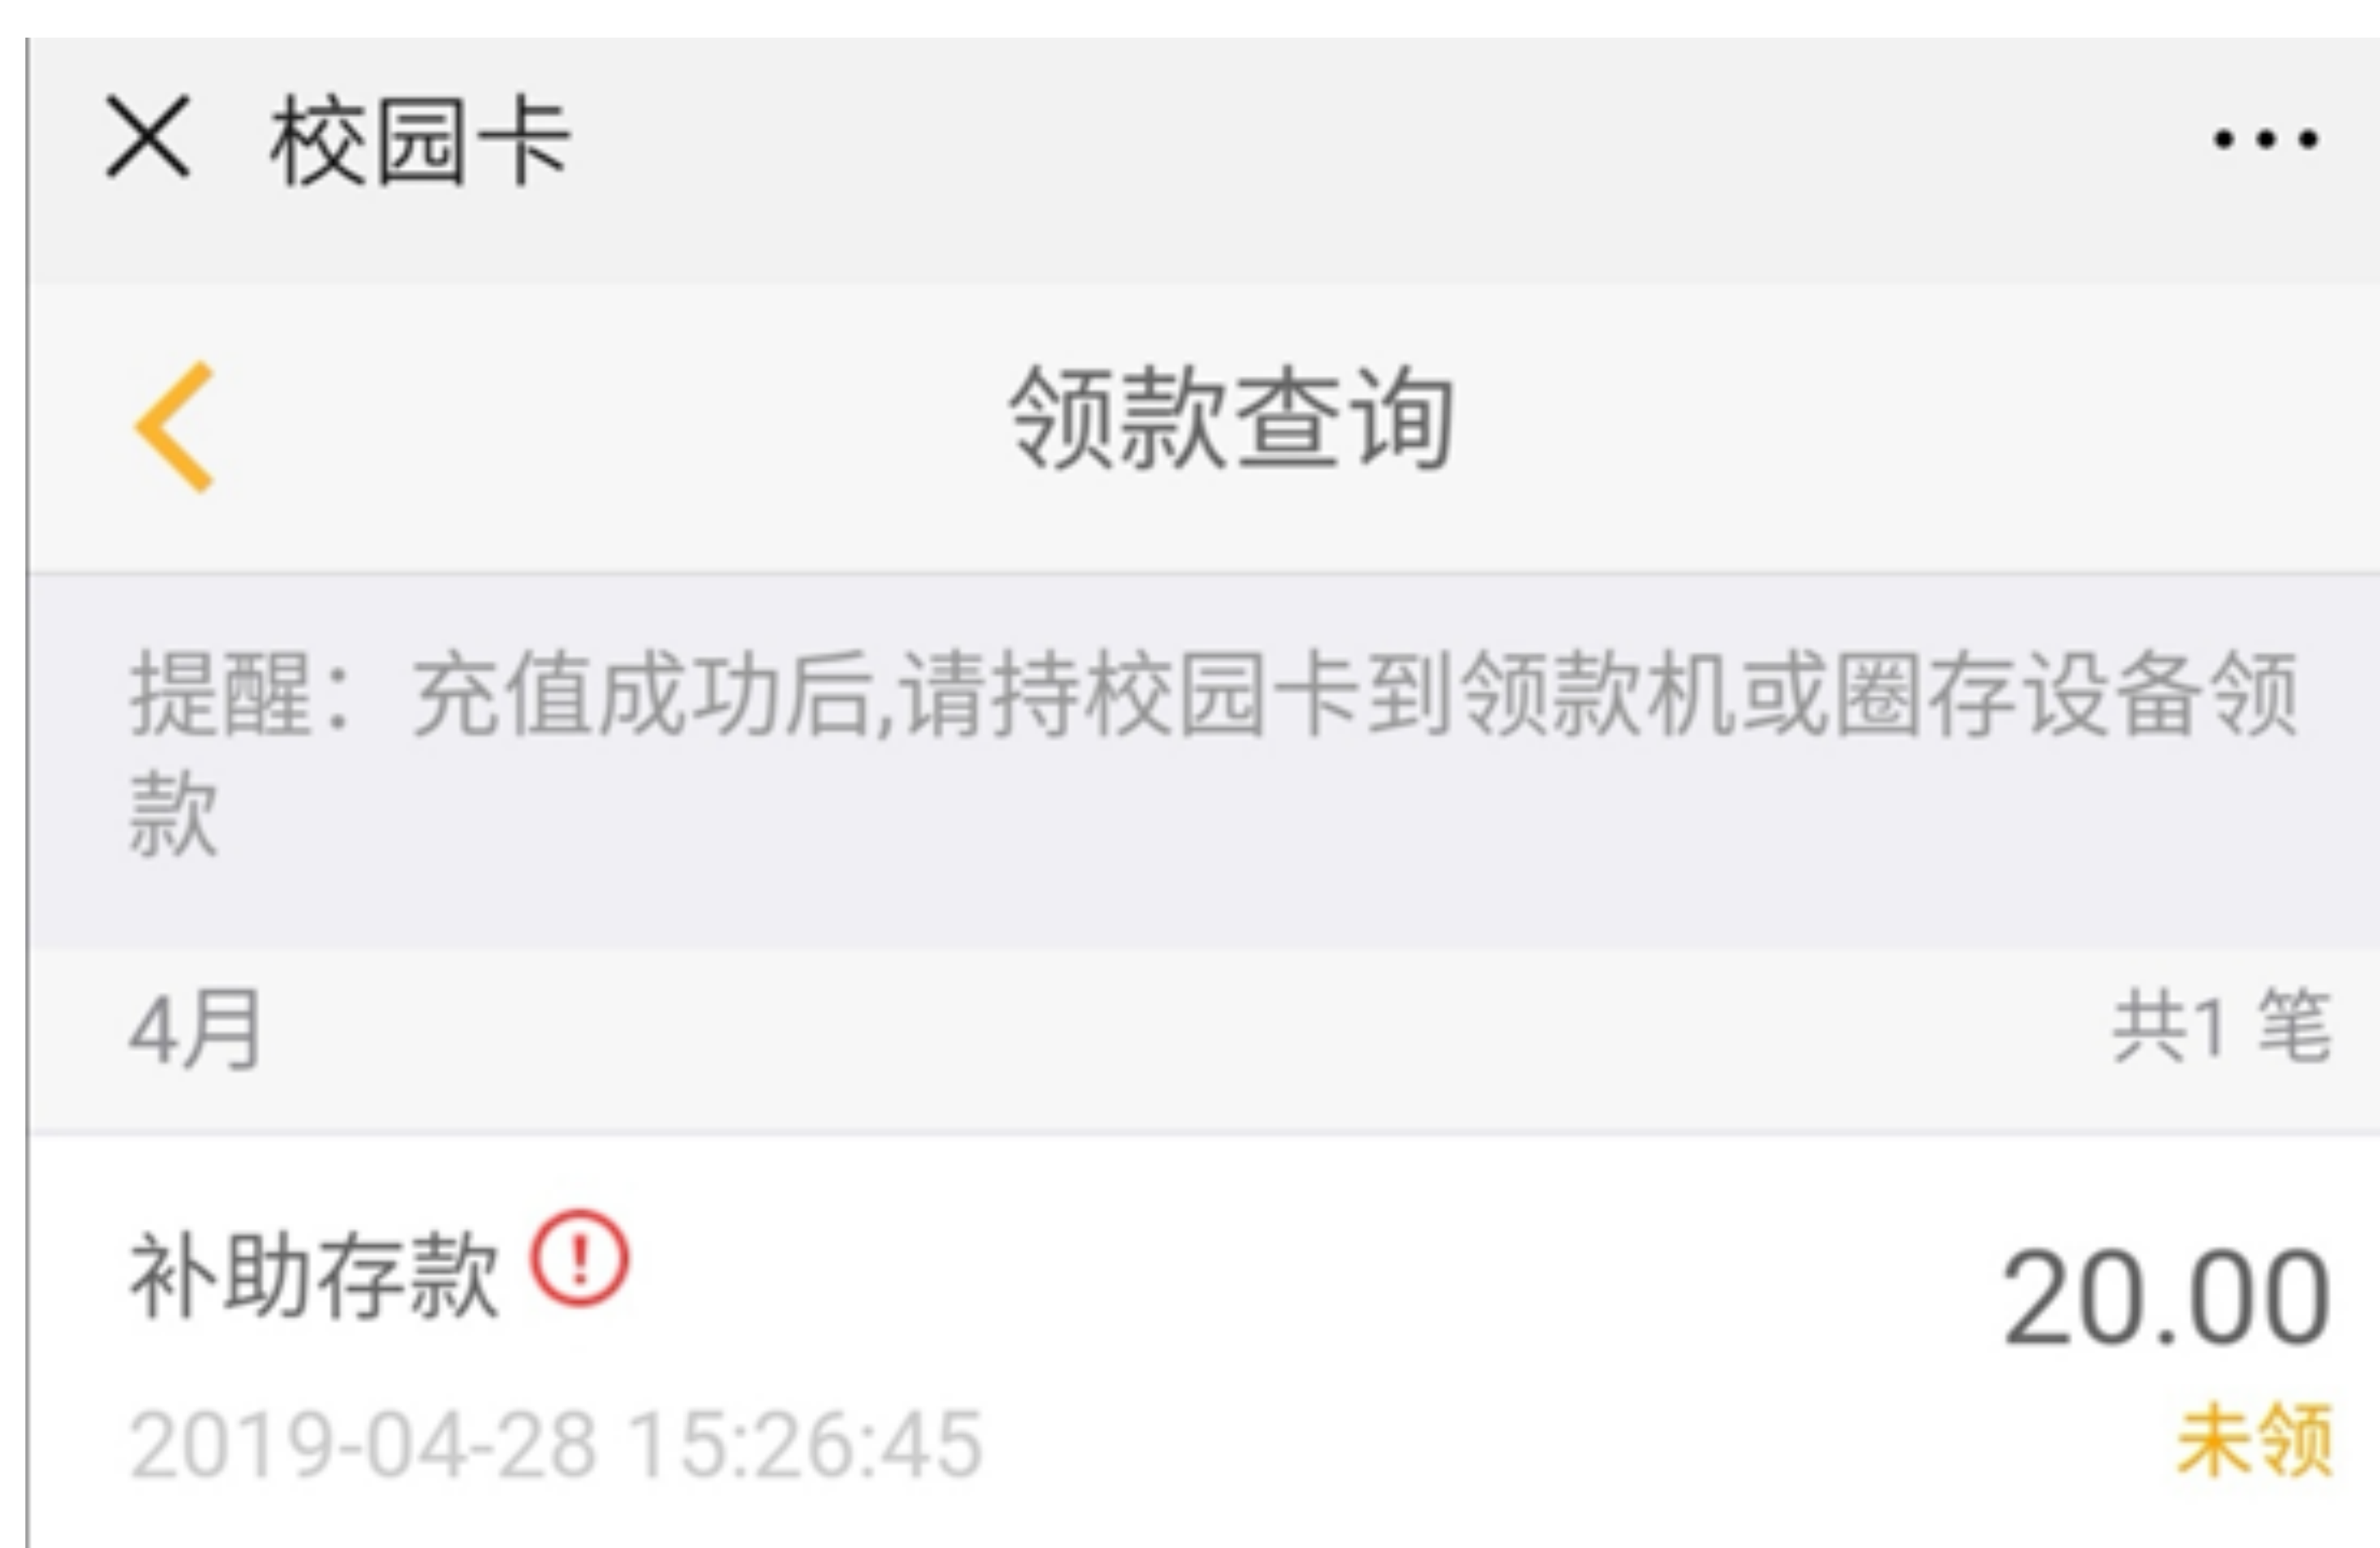 校园卡
领款查询
提醒：充值成功后,请持校园卡到领款机或圈存设备领
款
4月 共1 笔
补助存款 20.00
2019-04-28 15:26:45 未领